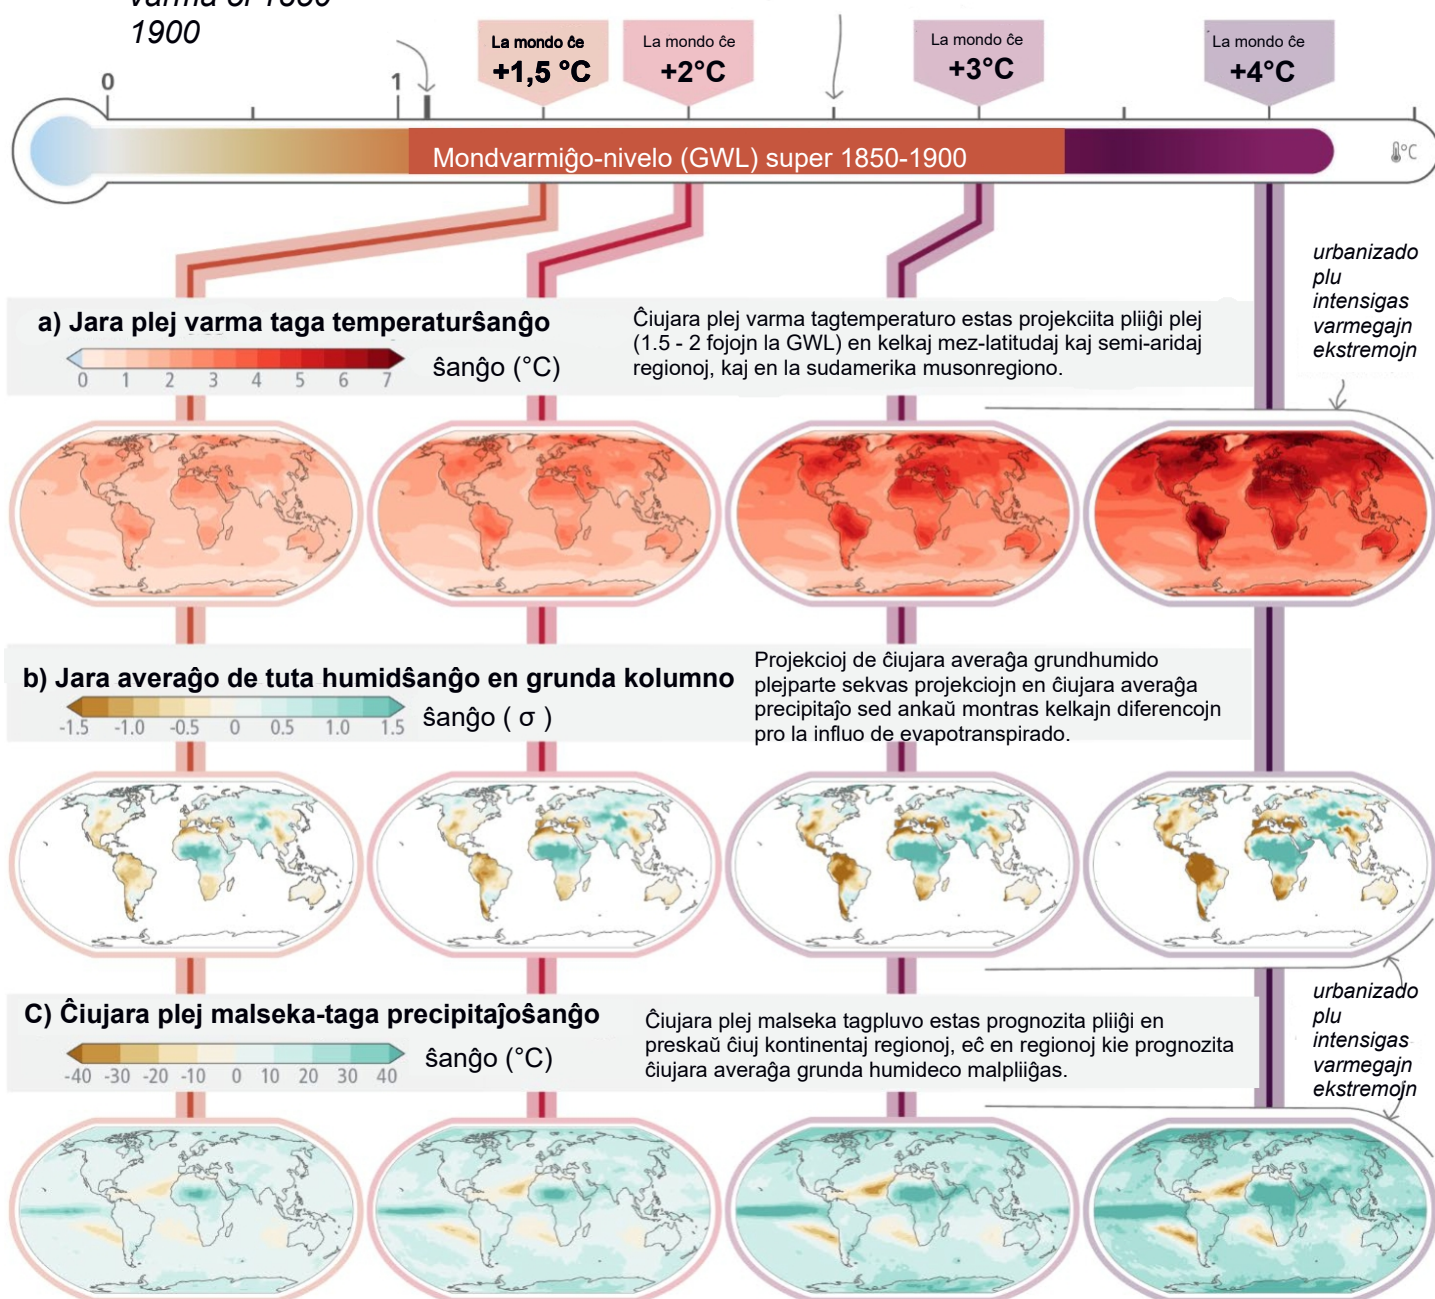 1900
La mondo ĉe
+1,5 °C
La mondo ĉe
+2°C
La mondo ĉe
+3°C
La mondo ĉe
+4°C
0
1
Mondvarmiĝo-nivelo (GWL) super 1850-1900
°C
urbanizado
plu
intensigas
varmegajn
ekstremojn
a) Jara plej varma taga temperaturŝanĝo
0 1 2 3 4 5 6 7
ŝanĝo (°C)
Ĉiujara plej varma tagtemperaturo estas projekciita pliiĝi plej
(1.5 - 2 fojojn la GWL) en kelkaj mez-latitudaj kaj semi-aridaj
regionoj, kaj en la sudamerika musonregiono.
b) Jara averaĝo de tuta humidŝanĝo en grunda kolumno
-1.5 -1.0 -0.5 0 0.5 1.0 1.5
ŝanĝo ( σ )
Projekcioj de ĉiujara averaĝa grundhumido
plejparte sekvas projekciojn en ĉiujara averaĝa
precipitaĵo sed ankaŭ montras kelkajn diferencojn
pro la influo de evapotranspirado.
C) Ĉiujara plej malseka-taga precipitaĵoŝanĝo
-40 -30 -20 -10 0 10 20 30 40
ŝanĝo (°C)
Ĉiujara plej malseka tagpluvo estas prognozita pliiĝi en
preskaŭ ĉiuj kontinentaj regionoj, eĉ en regionoj kie prognozita
ĉiujara averaĝa grunda humideco malpliiĝas.
urbanizado
plu
intensigas
varmegajn
ekstremojn